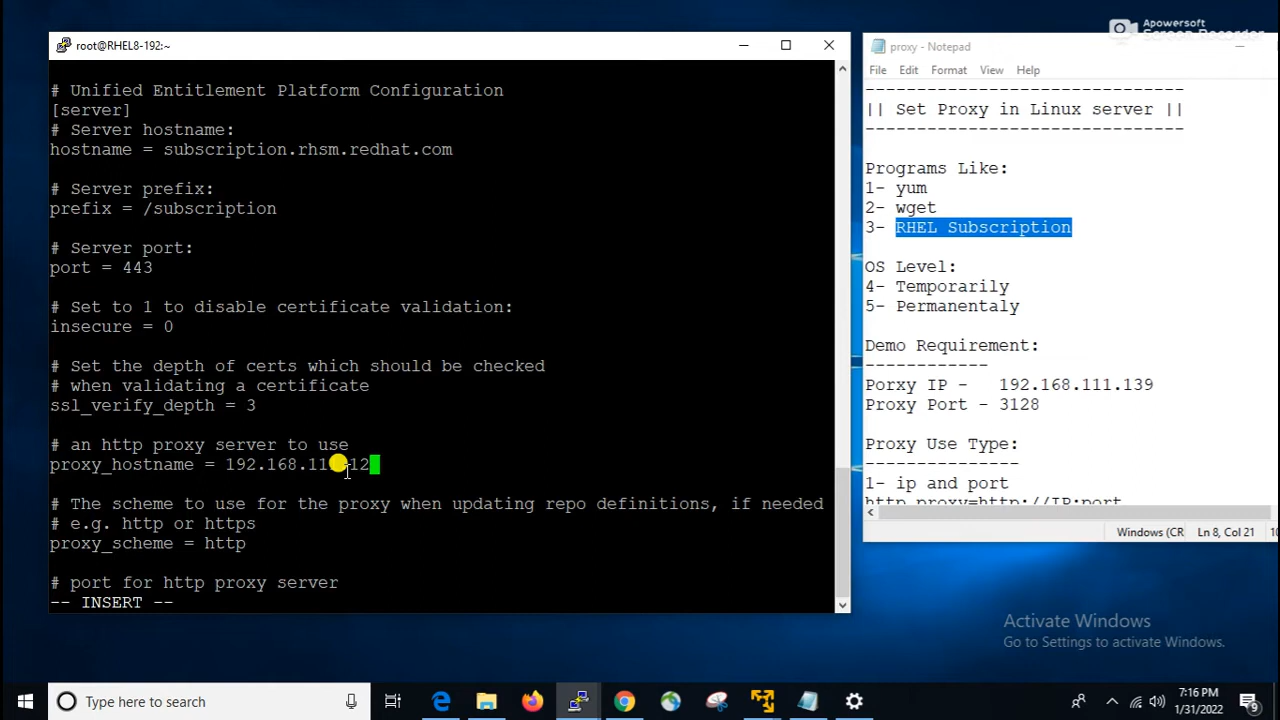 Apowersoft
Screen Recorder
root@RHEL8-192:~
# Unified Entitlement Platform Configuration
[server]
# Server hostname:
hostname = subscription.rhsm.redhat.com
# Server prefix:
prefix = /subscription
# Server port:
port = 443
# Set to 1 to disable certificate validation:
insecure = 0
# Set the depth of certs which should be checked
# when validating a certificate
ssl_verify_depth = 3
# an http proxy server to use
proxy_hostname =
# The scheme to use for the proxy when updating repo definitions, if needed
# e.g. http or https
proxy_scheme = http
# port for http proxy server
-- INSERT --
proxy - Notepad
File Edit Format View Help
------------------------------
|| Set Proxy in Linux server ||
------------------------------
Programs Like:
1- yum
2- wget
3- RHEL Subscription
OS Level:
4- Temporarily
5- Permanentaly
Demo Requirement:
------------
Porxy IP - 192.168.111.139
Proxy Port - 3128
Proxy Use Type:
---------------
1- ip and port
http_proxy=http://IP:port
Windows (CR Ln 8, Col 21
Activate Windows
Go to Settings to activate Windows.
Type here to search
7:16 PM
1/31/2022